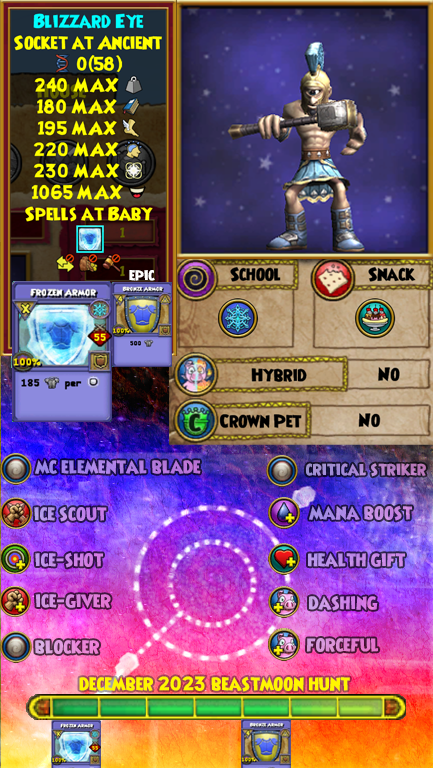 Blizzard Eye
Socket at Ancient
0(58)
240 MAX
180 MAX
195 MAX
220 MAX
230 MAX
1065 MAX
Spells at Baby
EPIC
FROZEN ARMOR
X
55
100%
185 per
BRONZE ARMOR
100%
500
SCHOOL
SNACK
HYBRID
NO
C
CROWN PET
NO
MC ELEMENTAL BLADE
CRITICAL STRIKER
ICE SCOUT
MANA BOOST
ICE-SHOT
HEALTH GIFT
ICE-GIVER
DASHING
BLOCKER
FORCEFUL
DECEMBER 2023 BEASTMOON HUNT
FROZEN ARMOR
55
100%
BRONZE ARMOR
100%